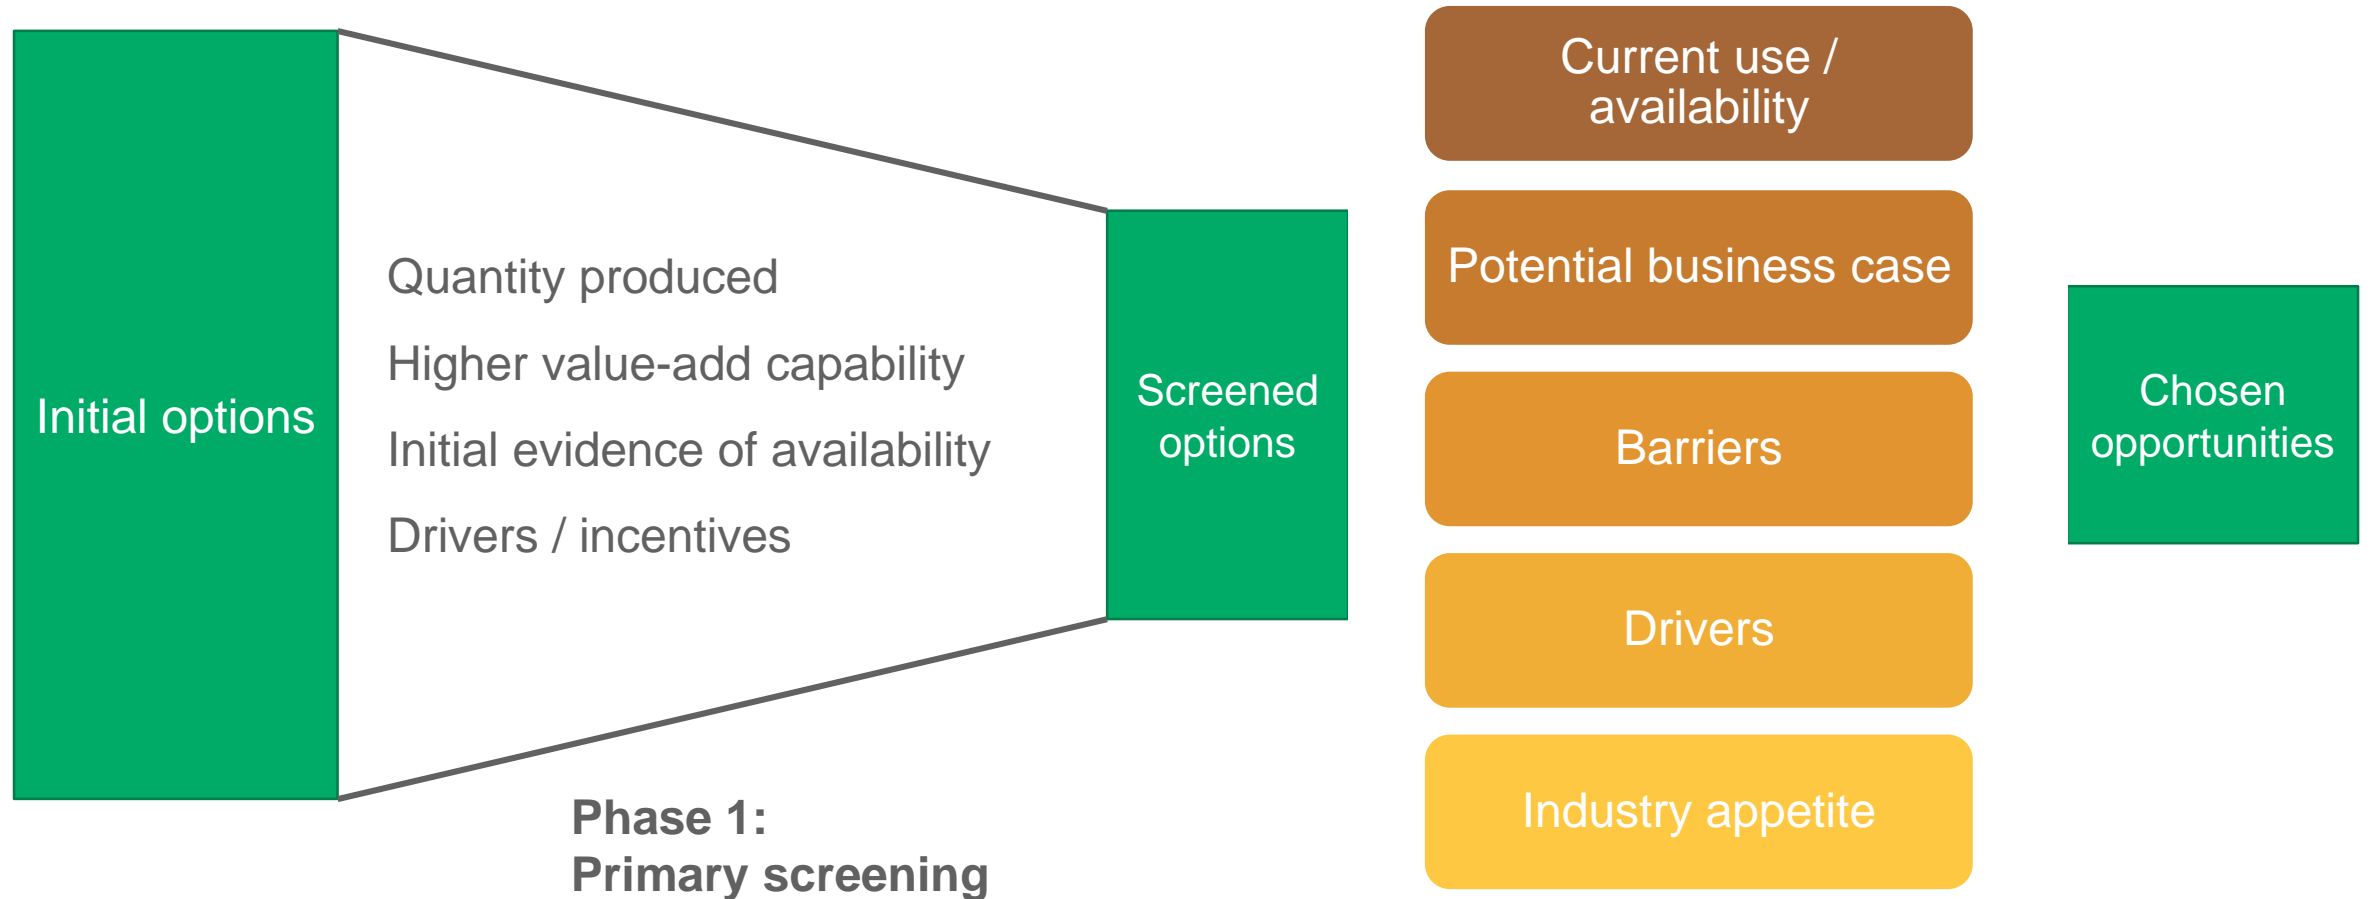 Initial options
Quantity produced
Higher value-add capability
Initial evidence of availability
Drivers / incentives
Phase 1:
Primary screening
Screened
options
Current use /
availability
Potential business case
Barriers
Drivers
Industry appetite
Chosen
opportunities